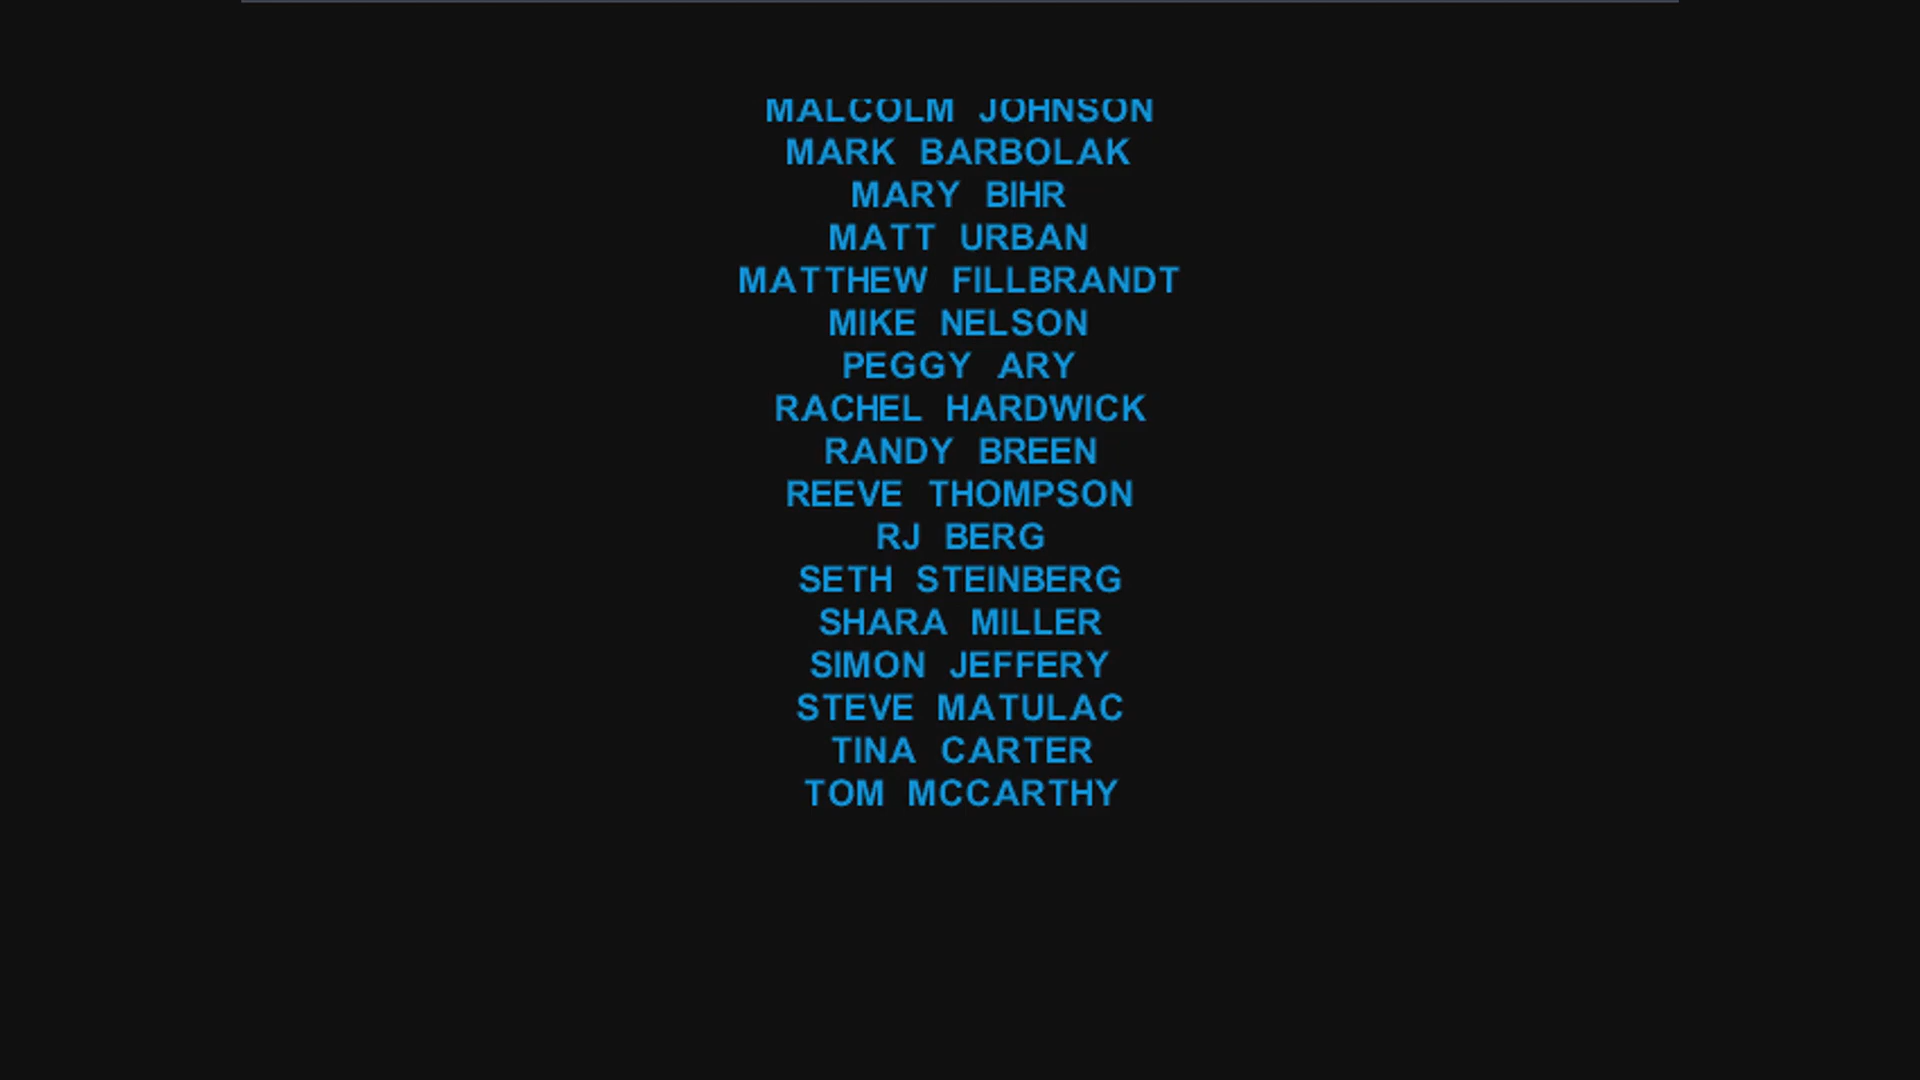 MALCOLM JOHNSON
MARK BARBOLAK
MARY BIHR
MATT URBAN
MATTHEW FILLBRANDT
MIKE NELSON
PEGGY ARY
RACHEL HARDWICK
RANDY BREEN
REEVE THOMPSON
RJ BERG
SETH STEINBERG
SHARA MILLER
SIMON JEFFERY
STEVE MATULAC
TINA CARTER
TOM MCCARTHY